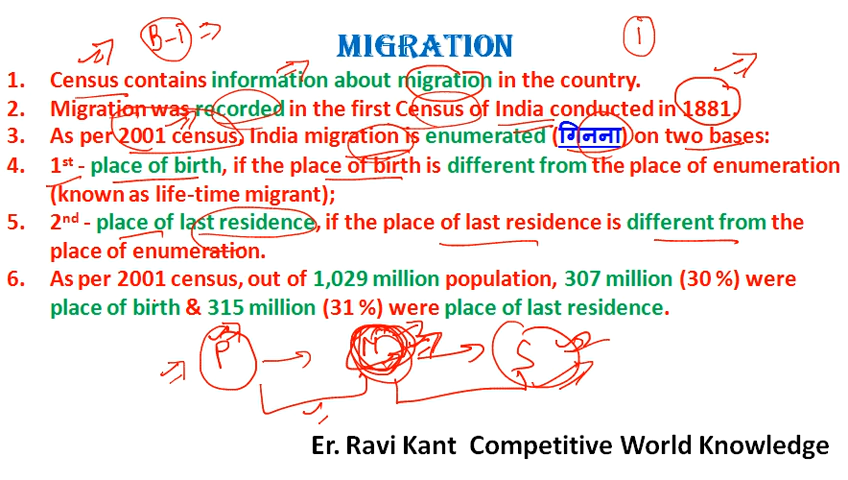 B-I
I
MIGRATION
1. Census contains information about migration in the country.
2. Migration was recorded in the first Census of India conducted in 1881.
3. As per 2001 census, India migration is enumerated (गिनना) on two bases:
4. 1st - place of birth, if the place of birth is different from the place of enumeration
(known as life-time migrant);
5. 2nd - place of last residence, if the place of last residence is different from the
place of enumeration.
6. As per 2001 census, out of 1,029 million population, 307 million (30 %) were
place of birth & 315 million (31 %) were place of last residence.
P M S
Er. Ravi Kant Competitive World Knowledge